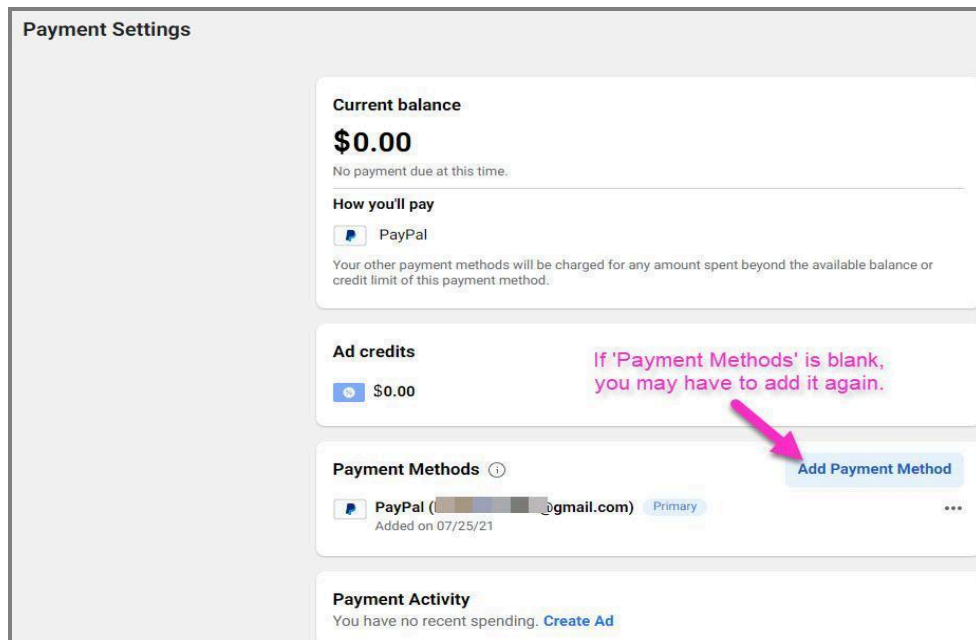 Payment Settings
Current balance
$0.00
No payment due at this time.
How you'll pay
PayPal
Your other payment methods will be charged for any amount spent beyond the available balance or
credit limit of this payment method.
Ad credits
$0.00
If 'Payment Methods' is blank,
you may have to add it again.
Payment Methods
Add Payment Method
PayPal ( @gmail.com) Primary
Added on 07/25/21
Payment Activity
You have no recent spending. Create Ad